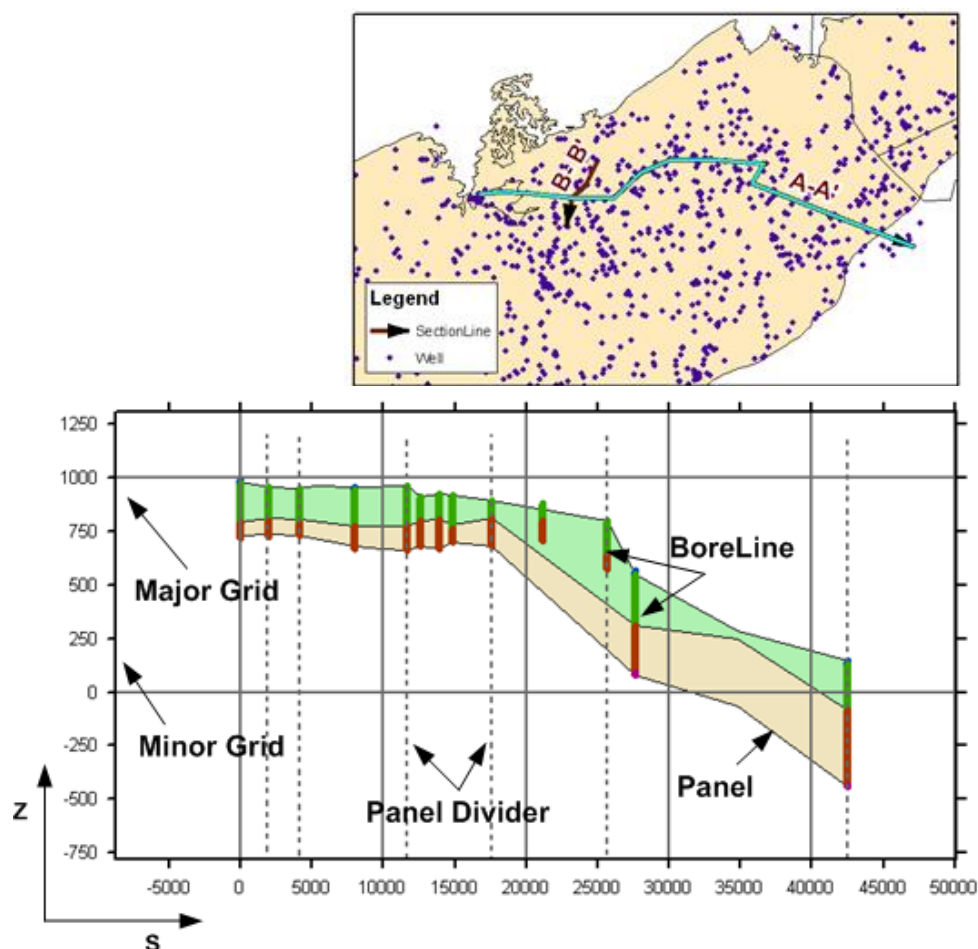 B
B'
A-A'
Legend
SectionLine
Well
1250
1000
750
500
250
0
-250
-500
-750
Major Grid
Minor Grid
BoreLine
Panel Divider
Panel
Z
-5000 0 5000 10000 15000 20000 25000 30000 35000 40000 45000 50000
S